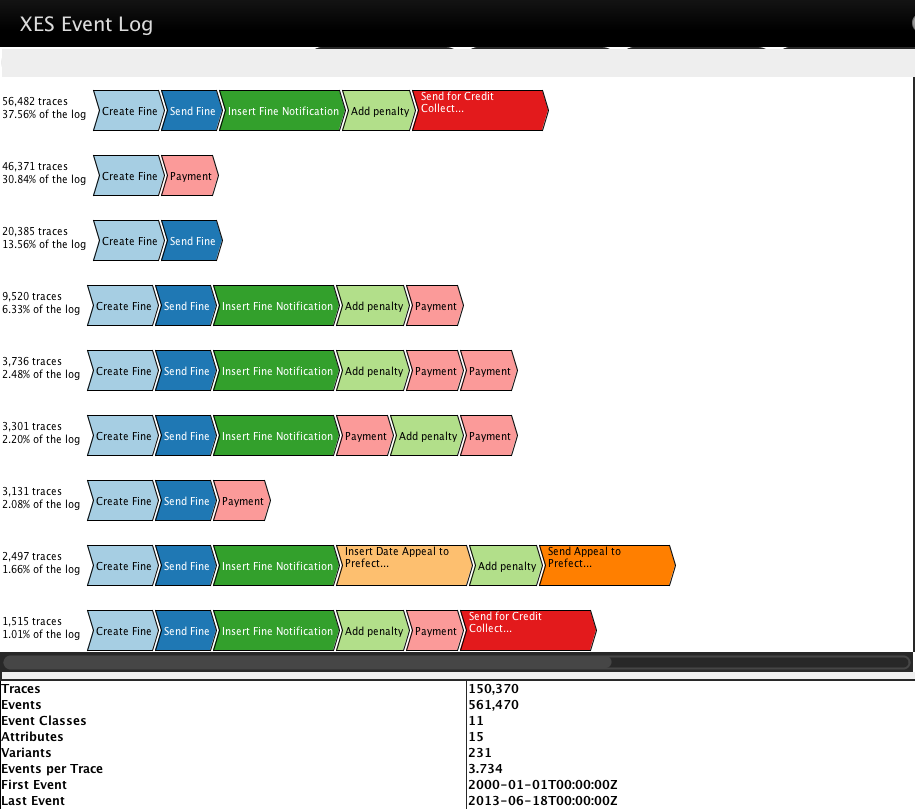 XES Event Log
56,482 traces
37.56% of the log
Create Fine Send Fine Insert Fine Notification Add penalty Send for Credit
Collect...
46,371 traces
30.84% of the log
Create Fine Payment
20,385 traces
13.56% of the log
Create Fine Send Fine
9,520 traces
6.33% of the log
Create Fine Send Fine Insert Fine Notification Add penalty Payment
3,736 traces
2.48% of the log
Create Fine Send Fine Insert Fine Notification Add penalty Payment Payment
3,301 traces
2.20% of the log
Create Fine Send Fine Insert Fine Notification Payment Add penalty Payment
3,131 traces
2.08% of the log
Create Fine Send Fine Payment
2,497 traces
1.66% of the log
Create Fine Send Fine Insert Fine Notification Insert Date Appeal to
Prefect... Add penalty Send Appeal to
Prefect...
1,515 traces
1.01% of the log
Create Fine Send Fine Insert Fine Notification Add penalty Payment Send for Credit
Collect...
Traces 150,370
Events 561,470
Event Classes 11
Attributes 15
Variants 231
Events per Trace 3.734
First Event 2000-01-01T00:00:00Z
Last Event 2013-06-18T00:00:00Z